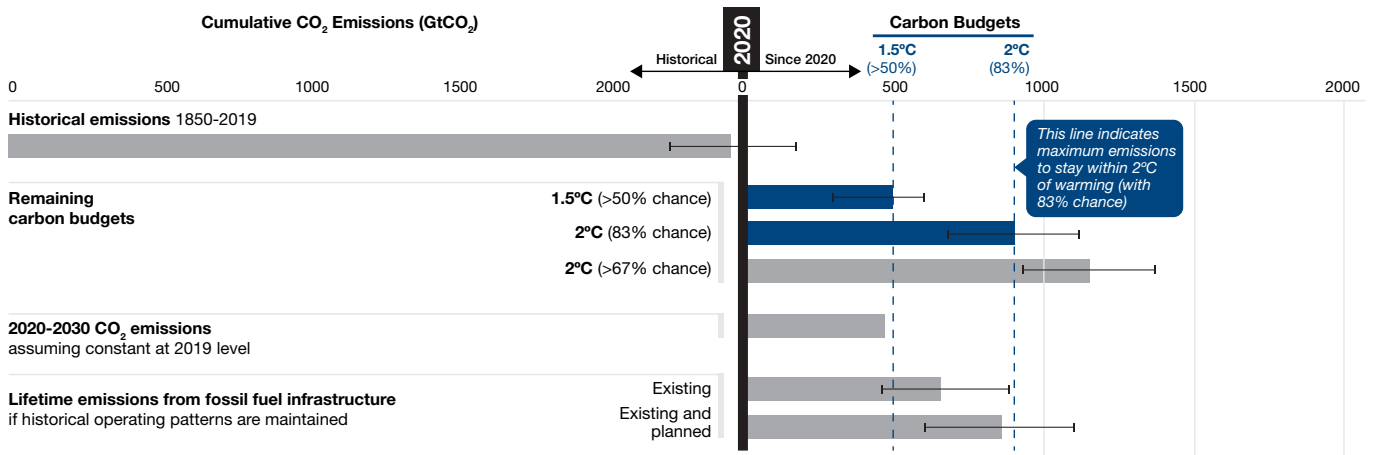 Cumulative CO₂ Emissions (GtCO₂)
2020
Carbon Budgets
Historical
Since 2020
1.5ºC
(>50%)
2ºC
(83%)
0 500 1000 1500 2000 0 500 1000 1500 2000
Historical emissions 1850-2019
This line indicates
maximum emissions
to stay within 2ºC
of warming (with
83% chance)
Remaining
carbon budgets
1.5ºC (>50% chance)
2ºC (83% chance)
2ºC (>67% chance)
2020-2030 CO₂ emissions
assuming constant at 2019 level
Lifetime emissions from fossil fuel infrastructure
if historical operating patterns are maintained
Existing
Existing and
planned